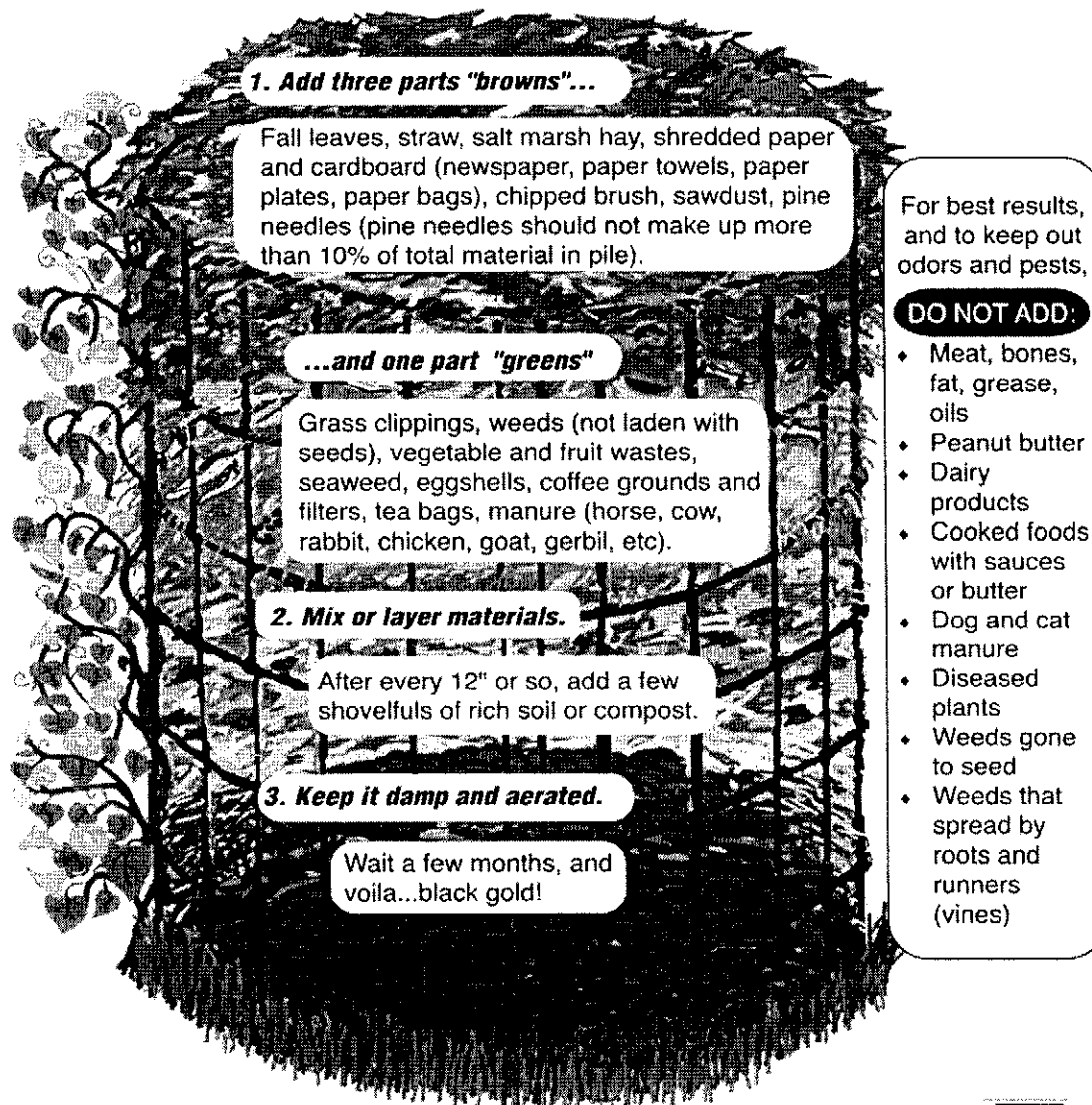 1. Add three parts "browns"...
Fall leaves, straw, salt marsh hay, shredded paper
and cardboard (newspaper, paper towels, paper
plates, paper bags), chipped brush, sawdust, pine
needles (pine needles should not make up more
than 10% of total material in pile).
...and one part "greens"
Grass clippings, weeds (not laden with
seeds), vegetable and fruit wastes,
seaweed, eggshells, coffee grounds and
filters, tea bags, manure (horse, cow,
rabbit, chicken, goat, gerbil, etc).
2. Mix or layer materials.
After every 12" or so, add a few
shovelfuls of rich soil or compost.
3. Keep it damp and aerated.
Wait a few months, and
voila...black gold!
For best results,
and to keep out
odors and pests,
DO NOT ADD:
• Meat, bones,
fat, grease,
oils
• Peanut butter
• Dairy
products
• Cooked foods
with sauces
or butter
• Dog and cat
manure
• Diseased
plants
• Weeds gone
to seed
• Weeds that
spread by
roots and
runners
(vines)